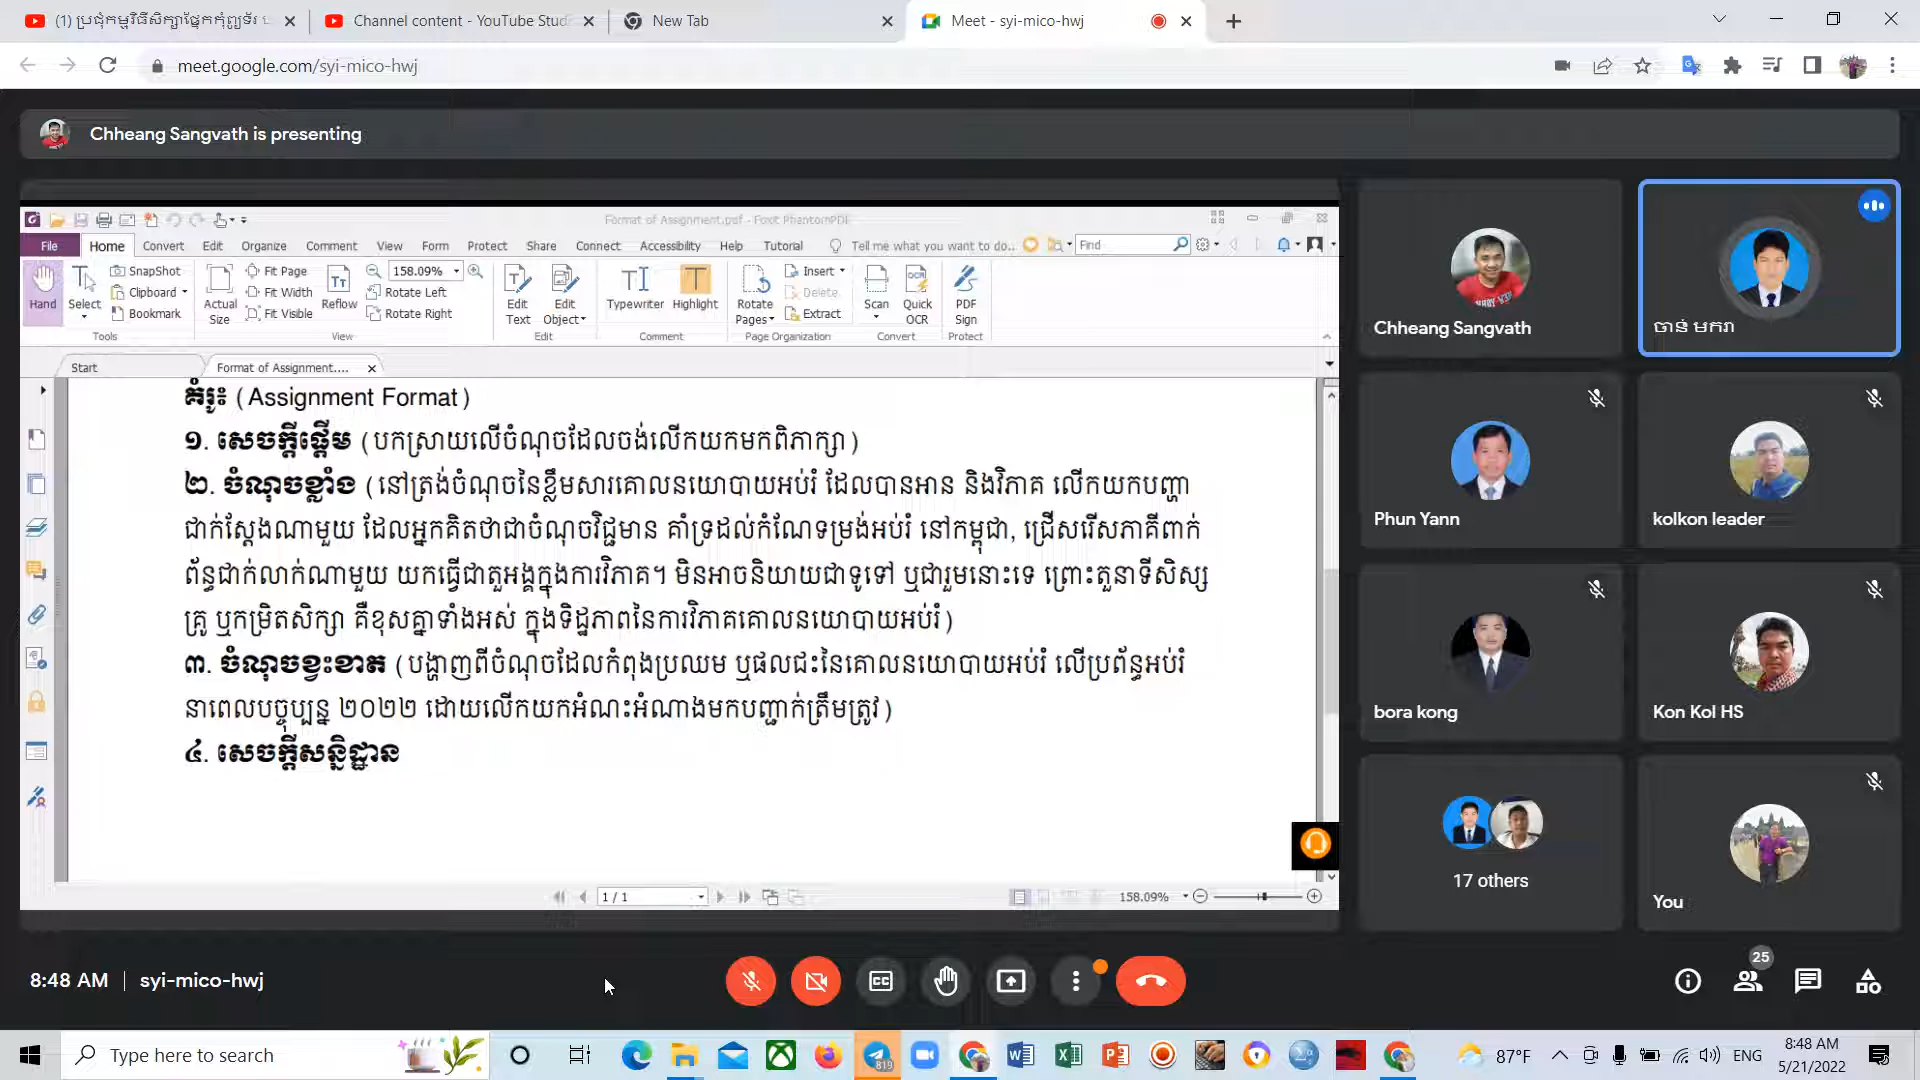 Channel content - YouTube Stud
New Tab
Meet - syi-mico-hwj
meet.google.com/syi-mico-hwj
Chheang Sangvath is presenting
Format of Assignment.pdf - Foxit PhantomPDF
File Home Convert Edit Organize Comment View Form Protect Share Connect Accessibility Help Tutorial Tell me what you want to do.. Find
Hand Select SnapShot Clipboard Bookmark Tools
Actual Size Fit Page Fit Width Fit Visible Reflow 158.09% Rotate Left Rotate Right View
Edit Text Edit Object Edit
Typewriter Highlight Comment
Rotate Pages Insert Delete Extract Page Organization
Scan Quick OCR Convert
PDF Sign Protect
Start Format of Assignment....
គំរូ៖ (Assignment Format)
១. សេចក្តីផ្តើម (បកស្រាយលើចំណុចដែលចង់លើកយកមកពិភាក្សា)
២. ចំណុចខ្លាំង (នៅត្រង់ចំណុចនៃខ្លឹមសារគោលនយោបាយអប់រំ ដែលបានអាន និងវិភាគ លើកយកបញ្ហា
ជាក់ស្តែងណាមួយ ដែលអ្នកគិតថាជាចំណុចវិជ្ជមាន គាំទ្រដល់កំណែទម្រង់អប់រំ នៅកម្ពុជា, ជ្រើសរើសភាគីពាក់
ព័ន្ធជាក់លាក់ណាមួយ យកធ្វើជាតួអង្គក្នុងការវិភាគ។ មិនអាចនិយាយជាទូទៅ ឬជារួមនោះទេ ព្រោះតួនាទីសិស្ស
គ្រូ ឬកម្រិតសិក្សា គឺខុសគ្នាទាំងអស់ ក្នុងទិដ្ឋភាពនៃការវិភាគគោលនយោបាយអប់រំ)
៣. ចំណុចខ្វះខាត (បង្ហាញពីចំណុចដែលកំពុងប្រឈម ឬផលជះនៃគោលនយោបាយអប់រំ លើប្រព័ន្ធអប់រំ
នាពេលបច្ចុប្បន្ន ២០២២ ដោយលើកយកអំណះអំណាងមកបញ្ជាក់ត្រឹមត្រូវ)
៤. សេចក្តីសន្និដ្ឋាន
1 / 1
158.09%
Chheang Sangvath
ចាន់ មករា
Phun Yann
kolkon leader
bora kong
Kon Kol HS
17 others
You
8:48 AM | syi-mico-hwj
25
Type here to search
819
87°F
ENG
8:48 AM
5/21/2022